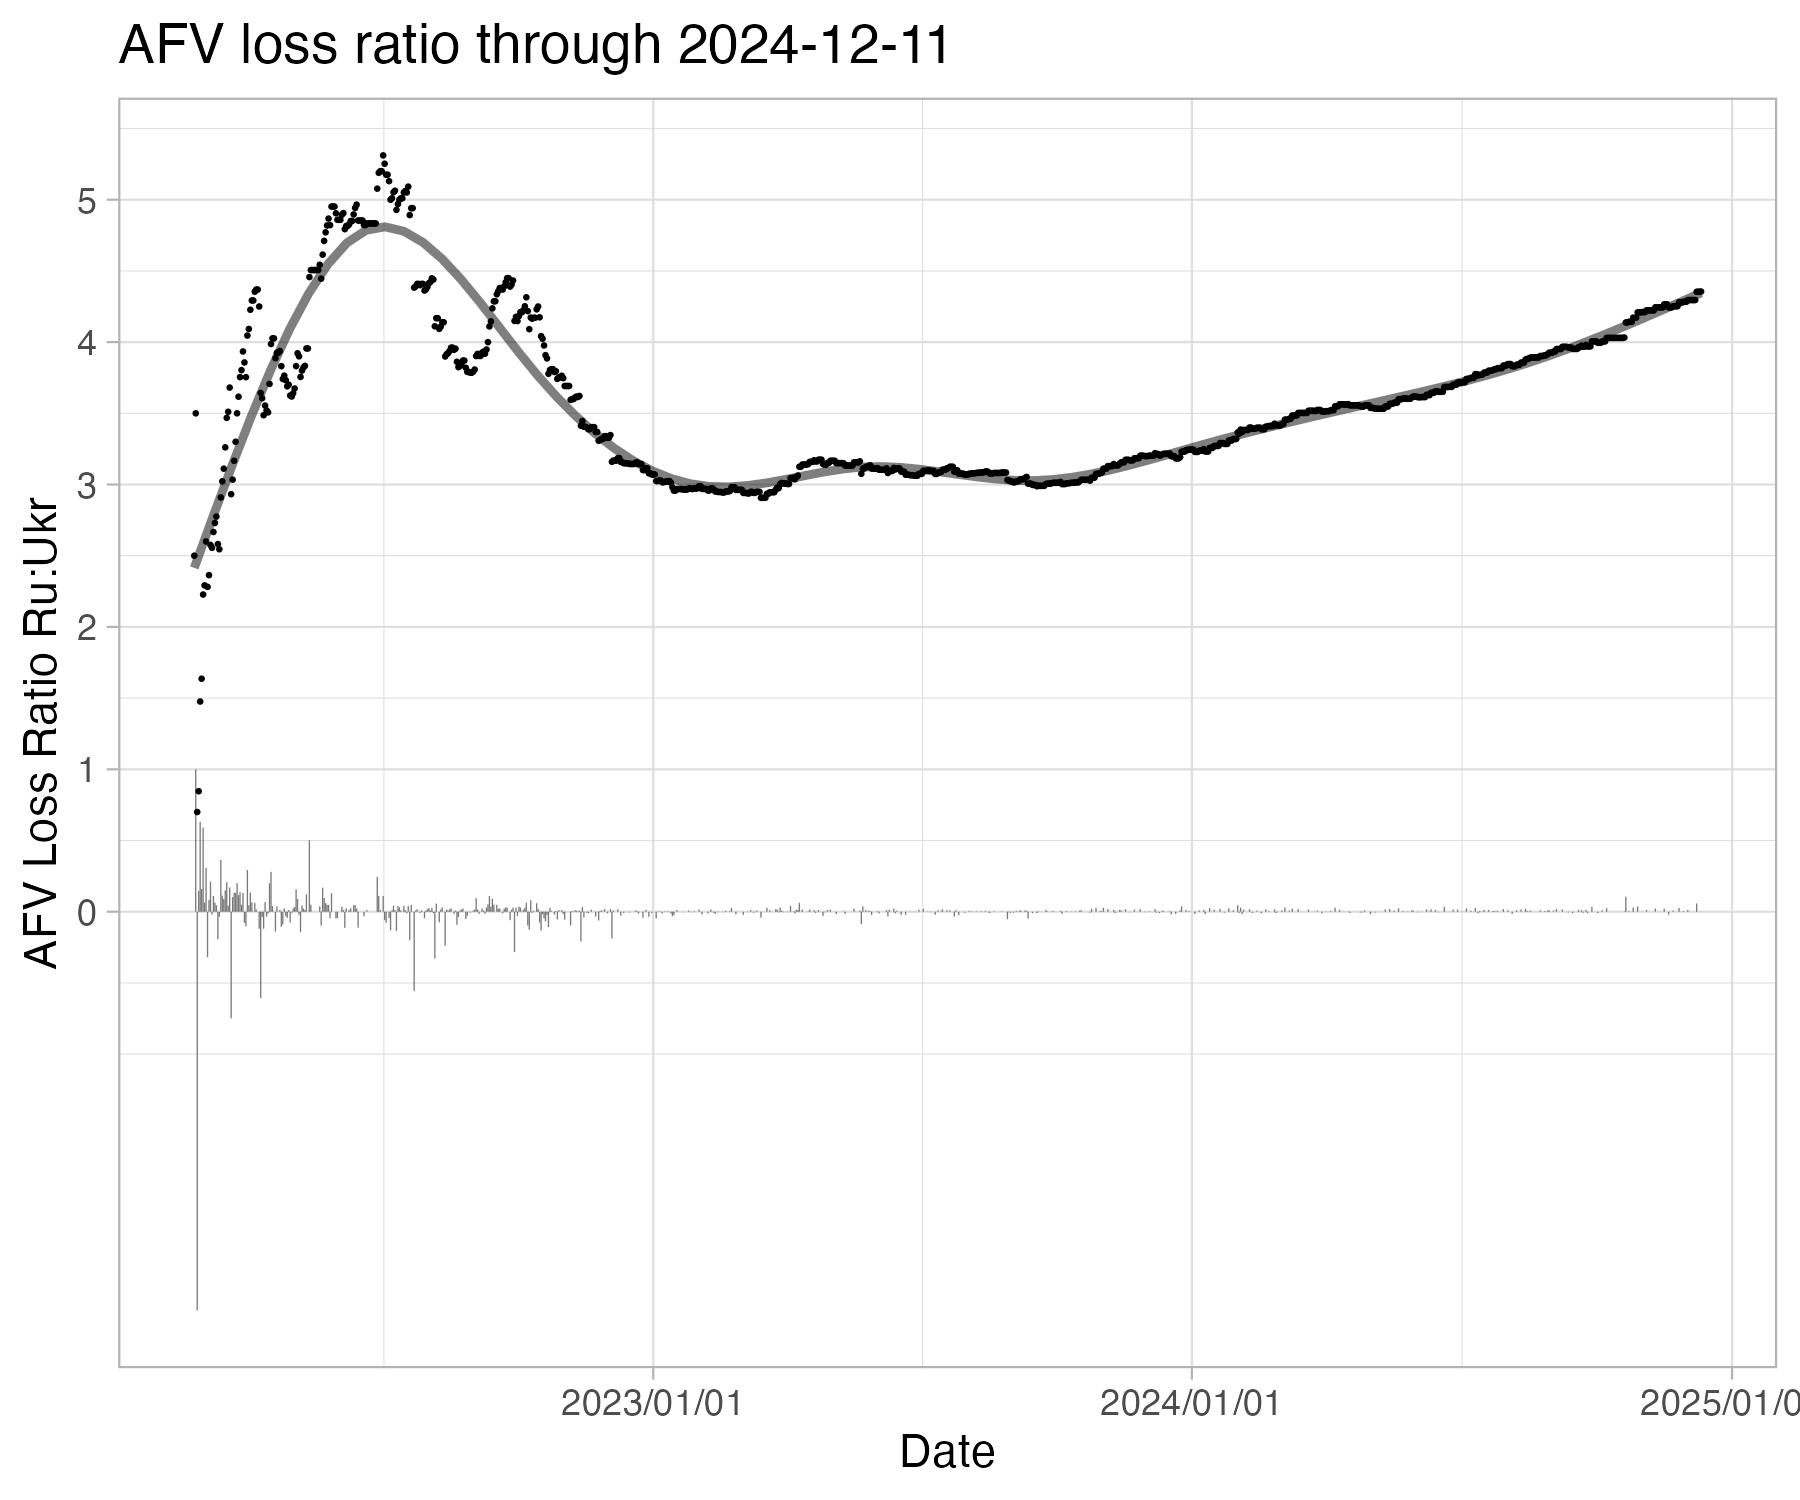 AFV loss ratio through 2024-12-11
AFV Loss Ratio Ru:Ukr
5
4
3
2
1
0
2023/01/01 2024/01/01 2025/01/0
Date